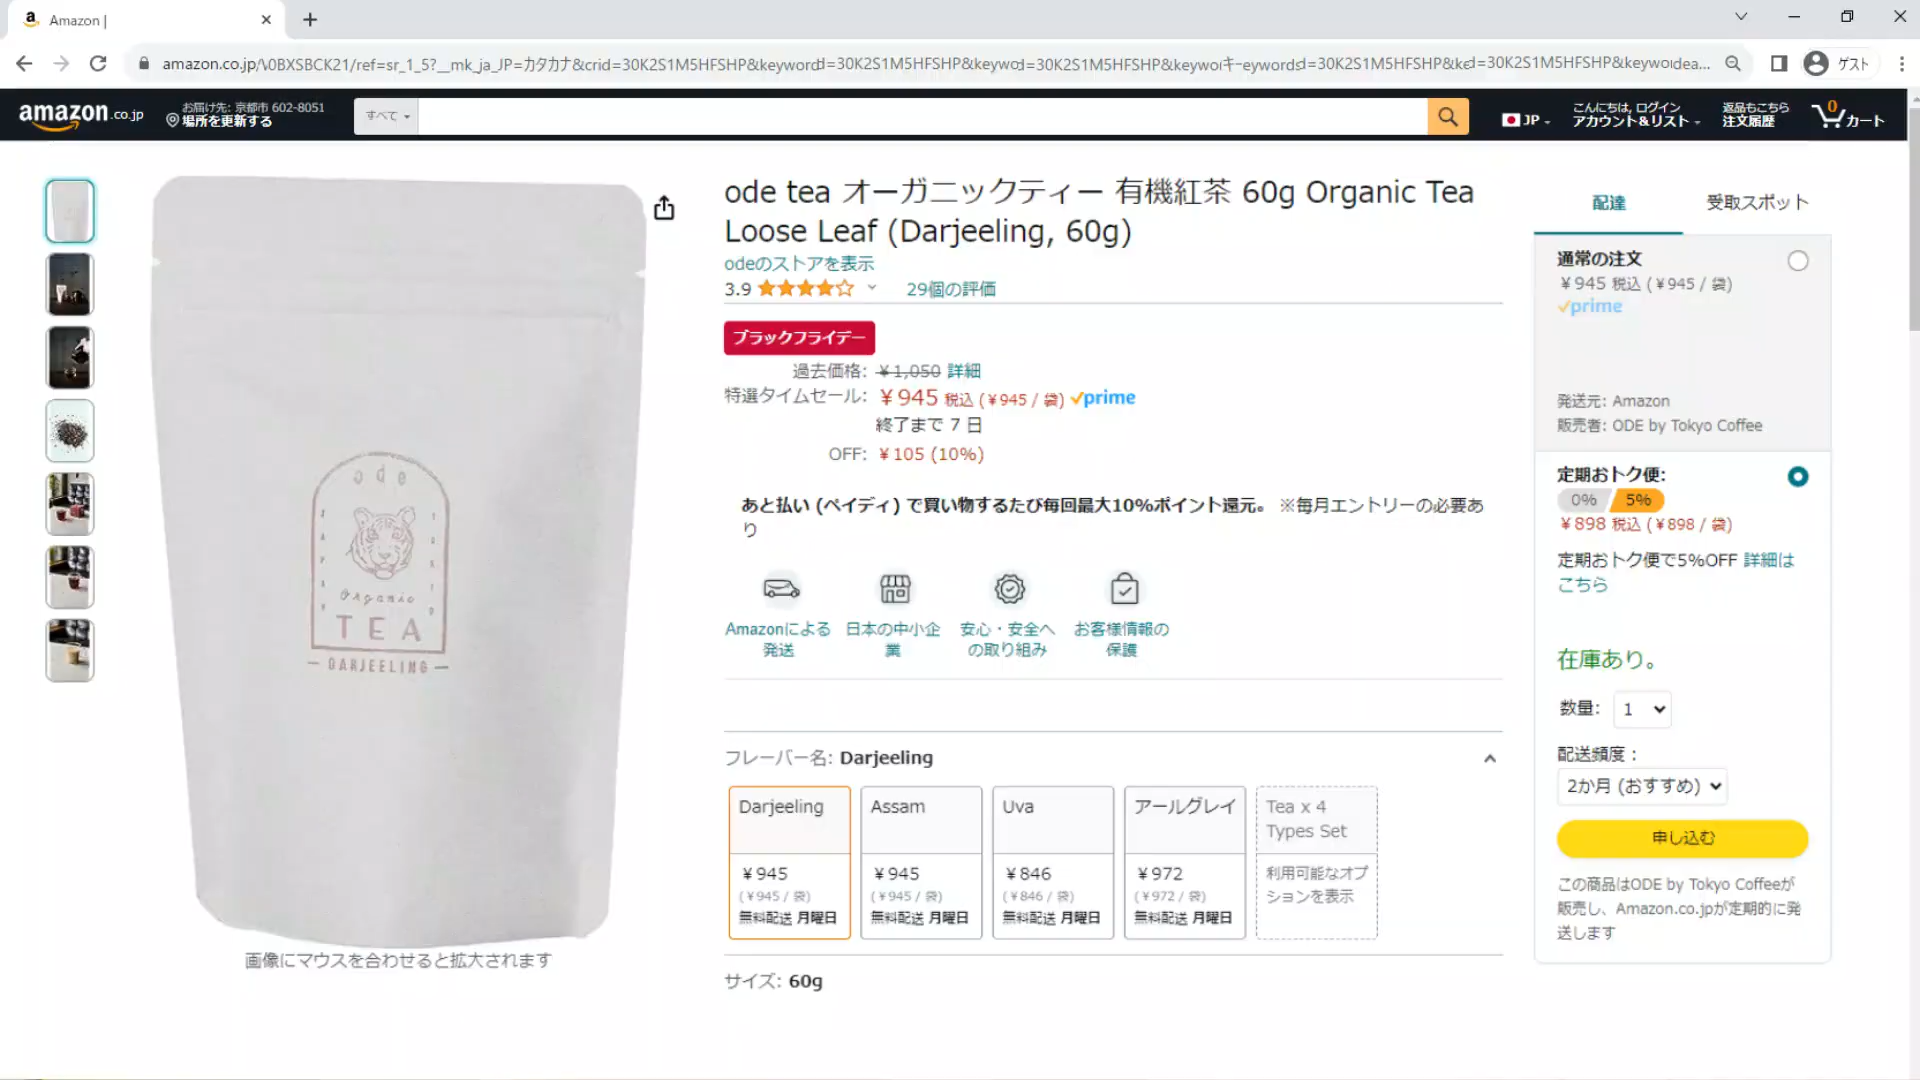 Amazon |
amazon.co.jp
お届け先: 京都市 602-8051
場所を更新する
すべて
JP
こんにちは, ログイン
アカウント&リスト
返品もこちら
注文履歴
0
カート
ゲスト
ode
Organic
TEA
DARJEELING
画像にマウスを合わせると拡大されます
ode tea オーガニックティー 有機紅茶 60g Organic Tea
Loose Leaf (Darjeeling, 60g)
odeのストアを表示
3.9
29個の評価
ブラックフライデー
過去価格: ￥1,050 詳細
特選タイムセール: ￥945 税込 (￥945 / 袋) prime
終了まで 7 日
OFF: ￥105 (10%)
あと払い (ペイディ) で買い物するたび毎回最大10%ポイント還元。 ※毎月エントリーの必要あ
り
Amazonによる
発送
日本の中小企
業
安心・安全へ
の取り組み
お客様情報の
保護
フレーバー名: Darjeeling
Darjeeling
￥945
(￥945 / 袋)
無料配送 月曜日
Assam
￥945
(￥945 / 袋)
無料配送 月曜日
Uva
￥846
(￥846 / 袋)
無料配送 月曜日
アールグレイ
￥972
(￥972 / 袋)
無料配送 月曜日
Tea x 4
Types Set
利用可能なオプ
ションを表示
サイズ: 60g
配達
受取スポット
通常の注文
￥945 税込 (￥945 / 袋)
prime
発送元: Amazon
販売者: ODE by Tokyo Coffee
定期おトク便:
0% 5%
￥898 税込 (￥898 / 袋)
定期おトク便で5%OFF 詳細は
こちら
在庫あり。
数量: 1
配送頻度：
2か月 (おすすめ)
申し込む
この商品はODE by Tokyo Coffeeが
販売し、Amazon.co.jpが定期的に発
送します